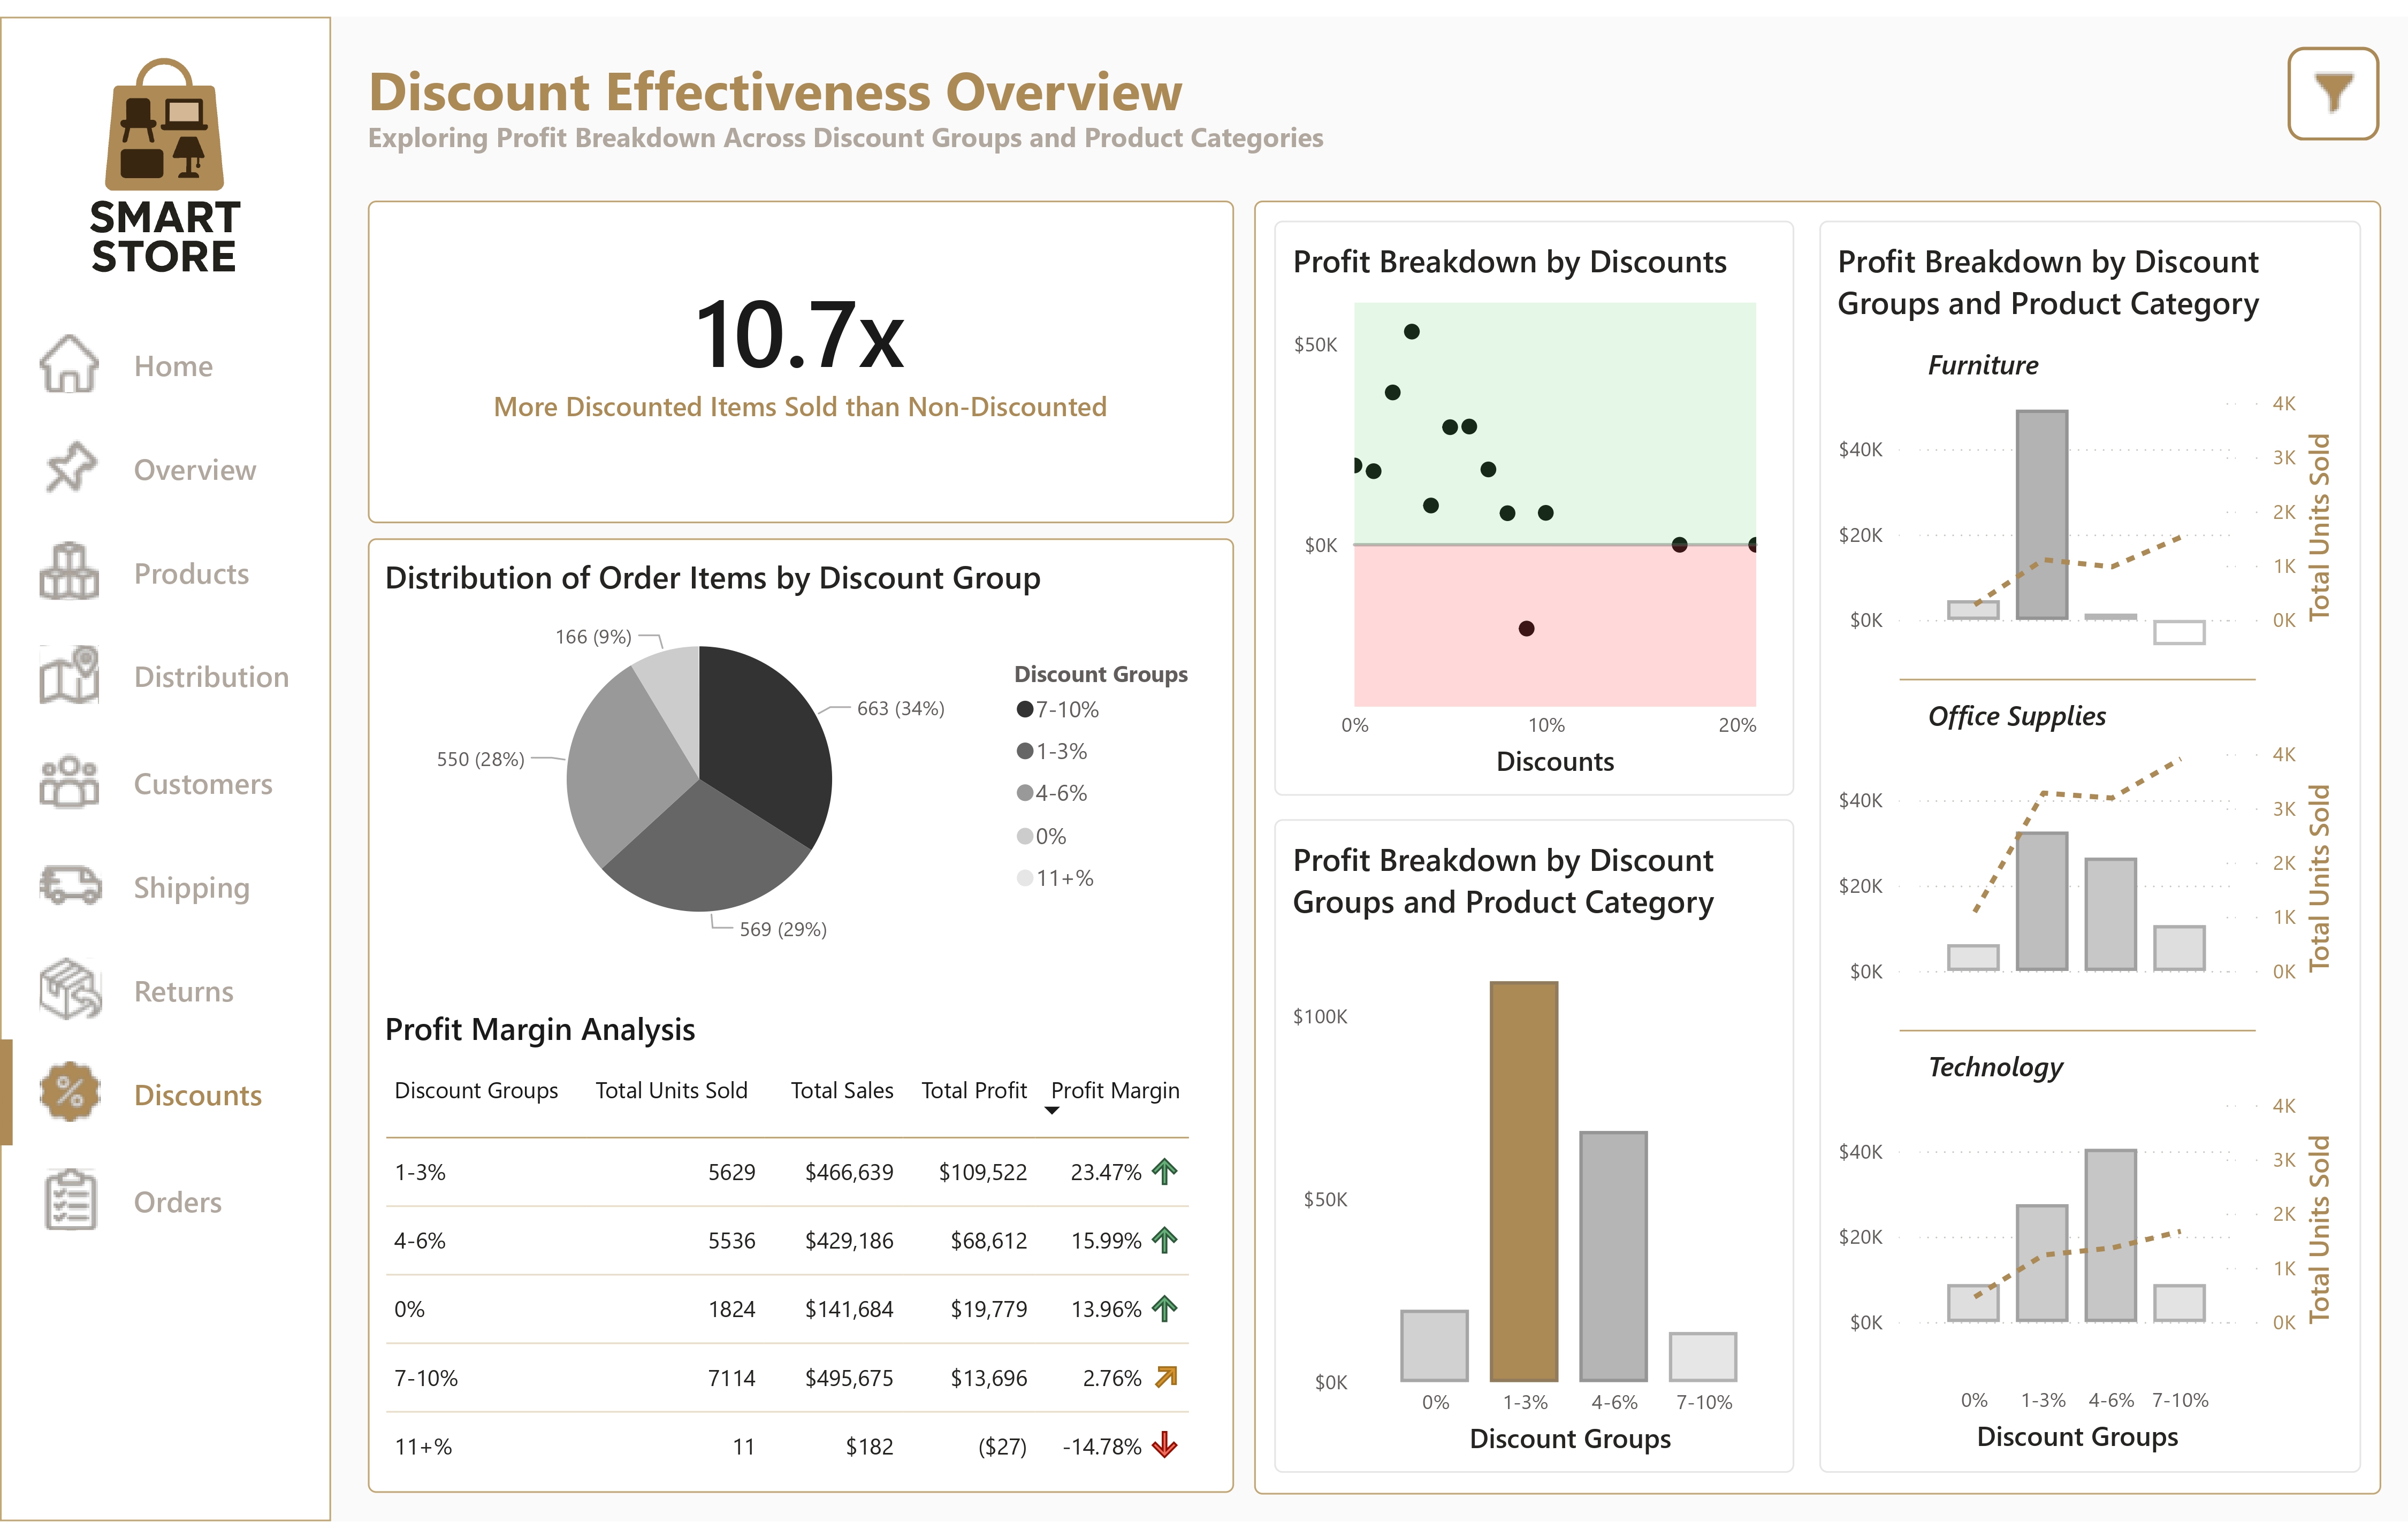 SMART
STORE
Home
Overview
Products
Distribution
Customers
Shipping
Returns
Discounts
Orders
Discount Effectiveness Overview
Exploring Profit Breakdown Across Discount Groups and Product Categories
10.7x
More Discounted Items Sold than Non-Discounted
Distribution of Order Items by Discount Group
166 (9%)
663 (34%)
550 (28%)
569 (29%)
Discount Groups
7-10%
1-3%
4-6%
0%
11+%
Profit Margin Analysis
Discount Groups Total Units Sold Total Sales Total Profit Profit Margin
1-3% 5629 $466,639 $109,522 23.47%
4-6% 5536 $429,186 $68,612 15.99%
0% 1824 $141,684 $19,779 13.96%
7-10% 7114 $495,675 $13,696 2.76%
11+% 11 $182 ($27) -14.78%
Profit Breakdown by Discounts
$50K
$0K
0% 10% 20%
Discounts
Profit Breakdown by Discount
Groups and Product Category
$100K
$50K
$0K
0% 1-3% 4-6% 7-10%
Discount Groups
Profit Breakdown by Discount
Groups and Product Category
Furniture
$40K
$20K
$0K
4K
3K
2K
1K
0K
Total Units Sold
Office Supplies
$40K
$20K
$0K
4K
3K
2K
1K
0K
Total Units Sold
Technology
$40K
$20K
$0K
4K
3K
2K
1K
0K
Total Units Sold
0% 1-3% 4-6% 7-10%
Discount Groups